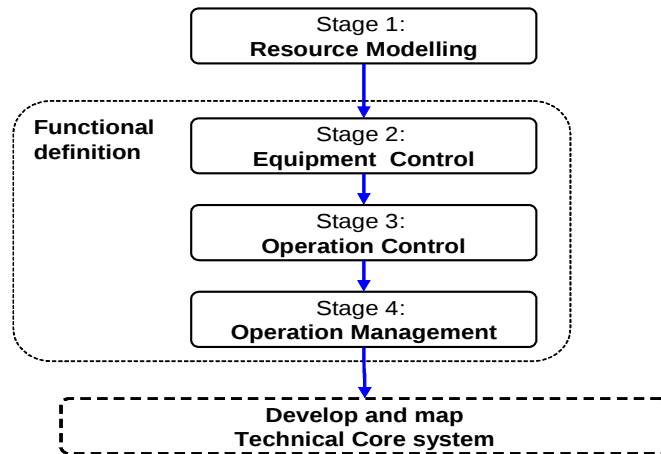 Stage 1:
Resource Modelling
Functional
definition
Stage 2:
Equipment Control
Stage 3:
Operation Control
Stage 4:
Operation Management
Develop and map
Technical Core system